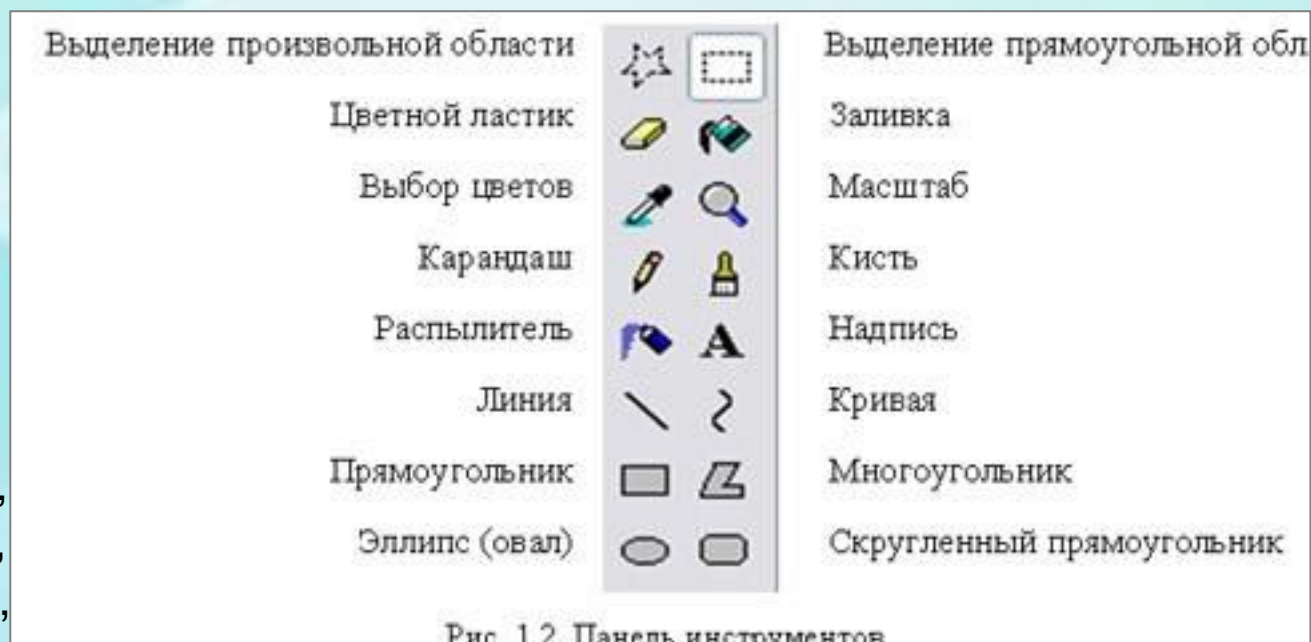 Выделение произвольной области Выделение прямоугольной обл
Цветной ластик Заливка
Выбор цветов Масштаб
Карандаш Кисть
Распылитель A Надпись
Линия Кривая
Прямоугольник Многоугольник
Эллипс (овал) Скругленный прямоугольник
Рис. 1.2. Панель инструментов